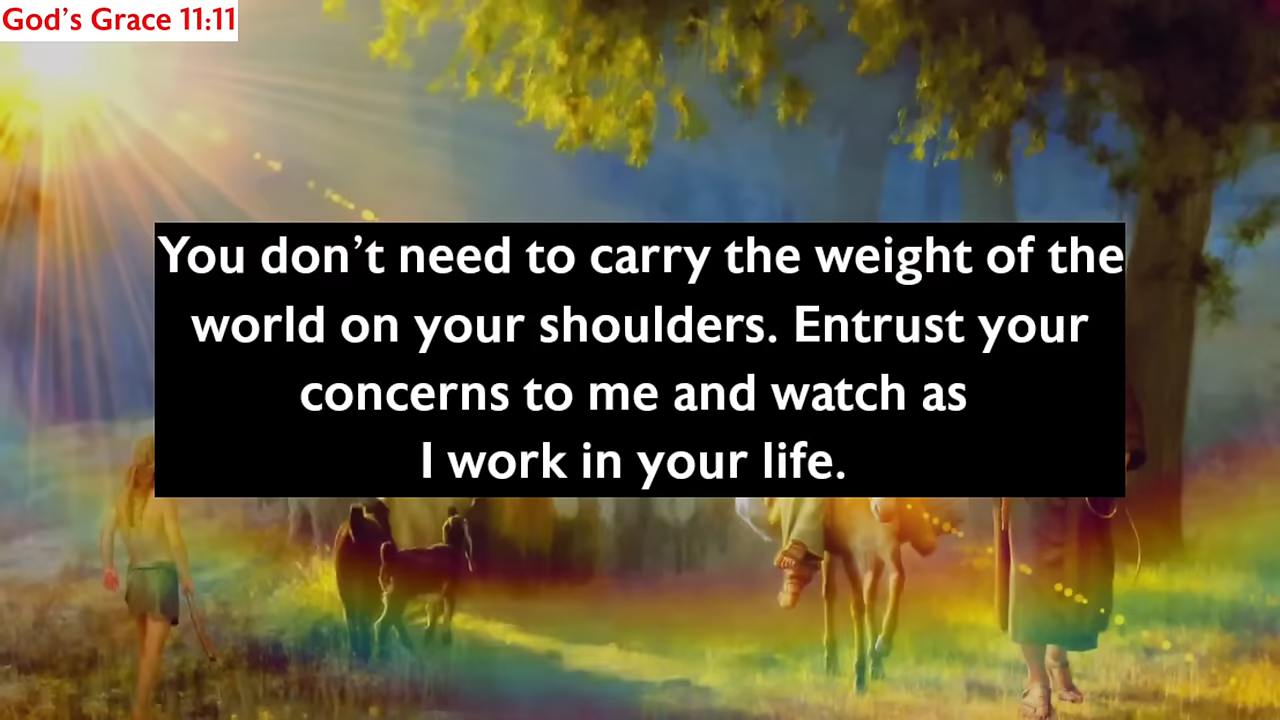 God’s Grace 11:11
You don’t need to carry the weight of the
world on your shoulders. Entrust your
concerns to me and watch as
I work in your life.